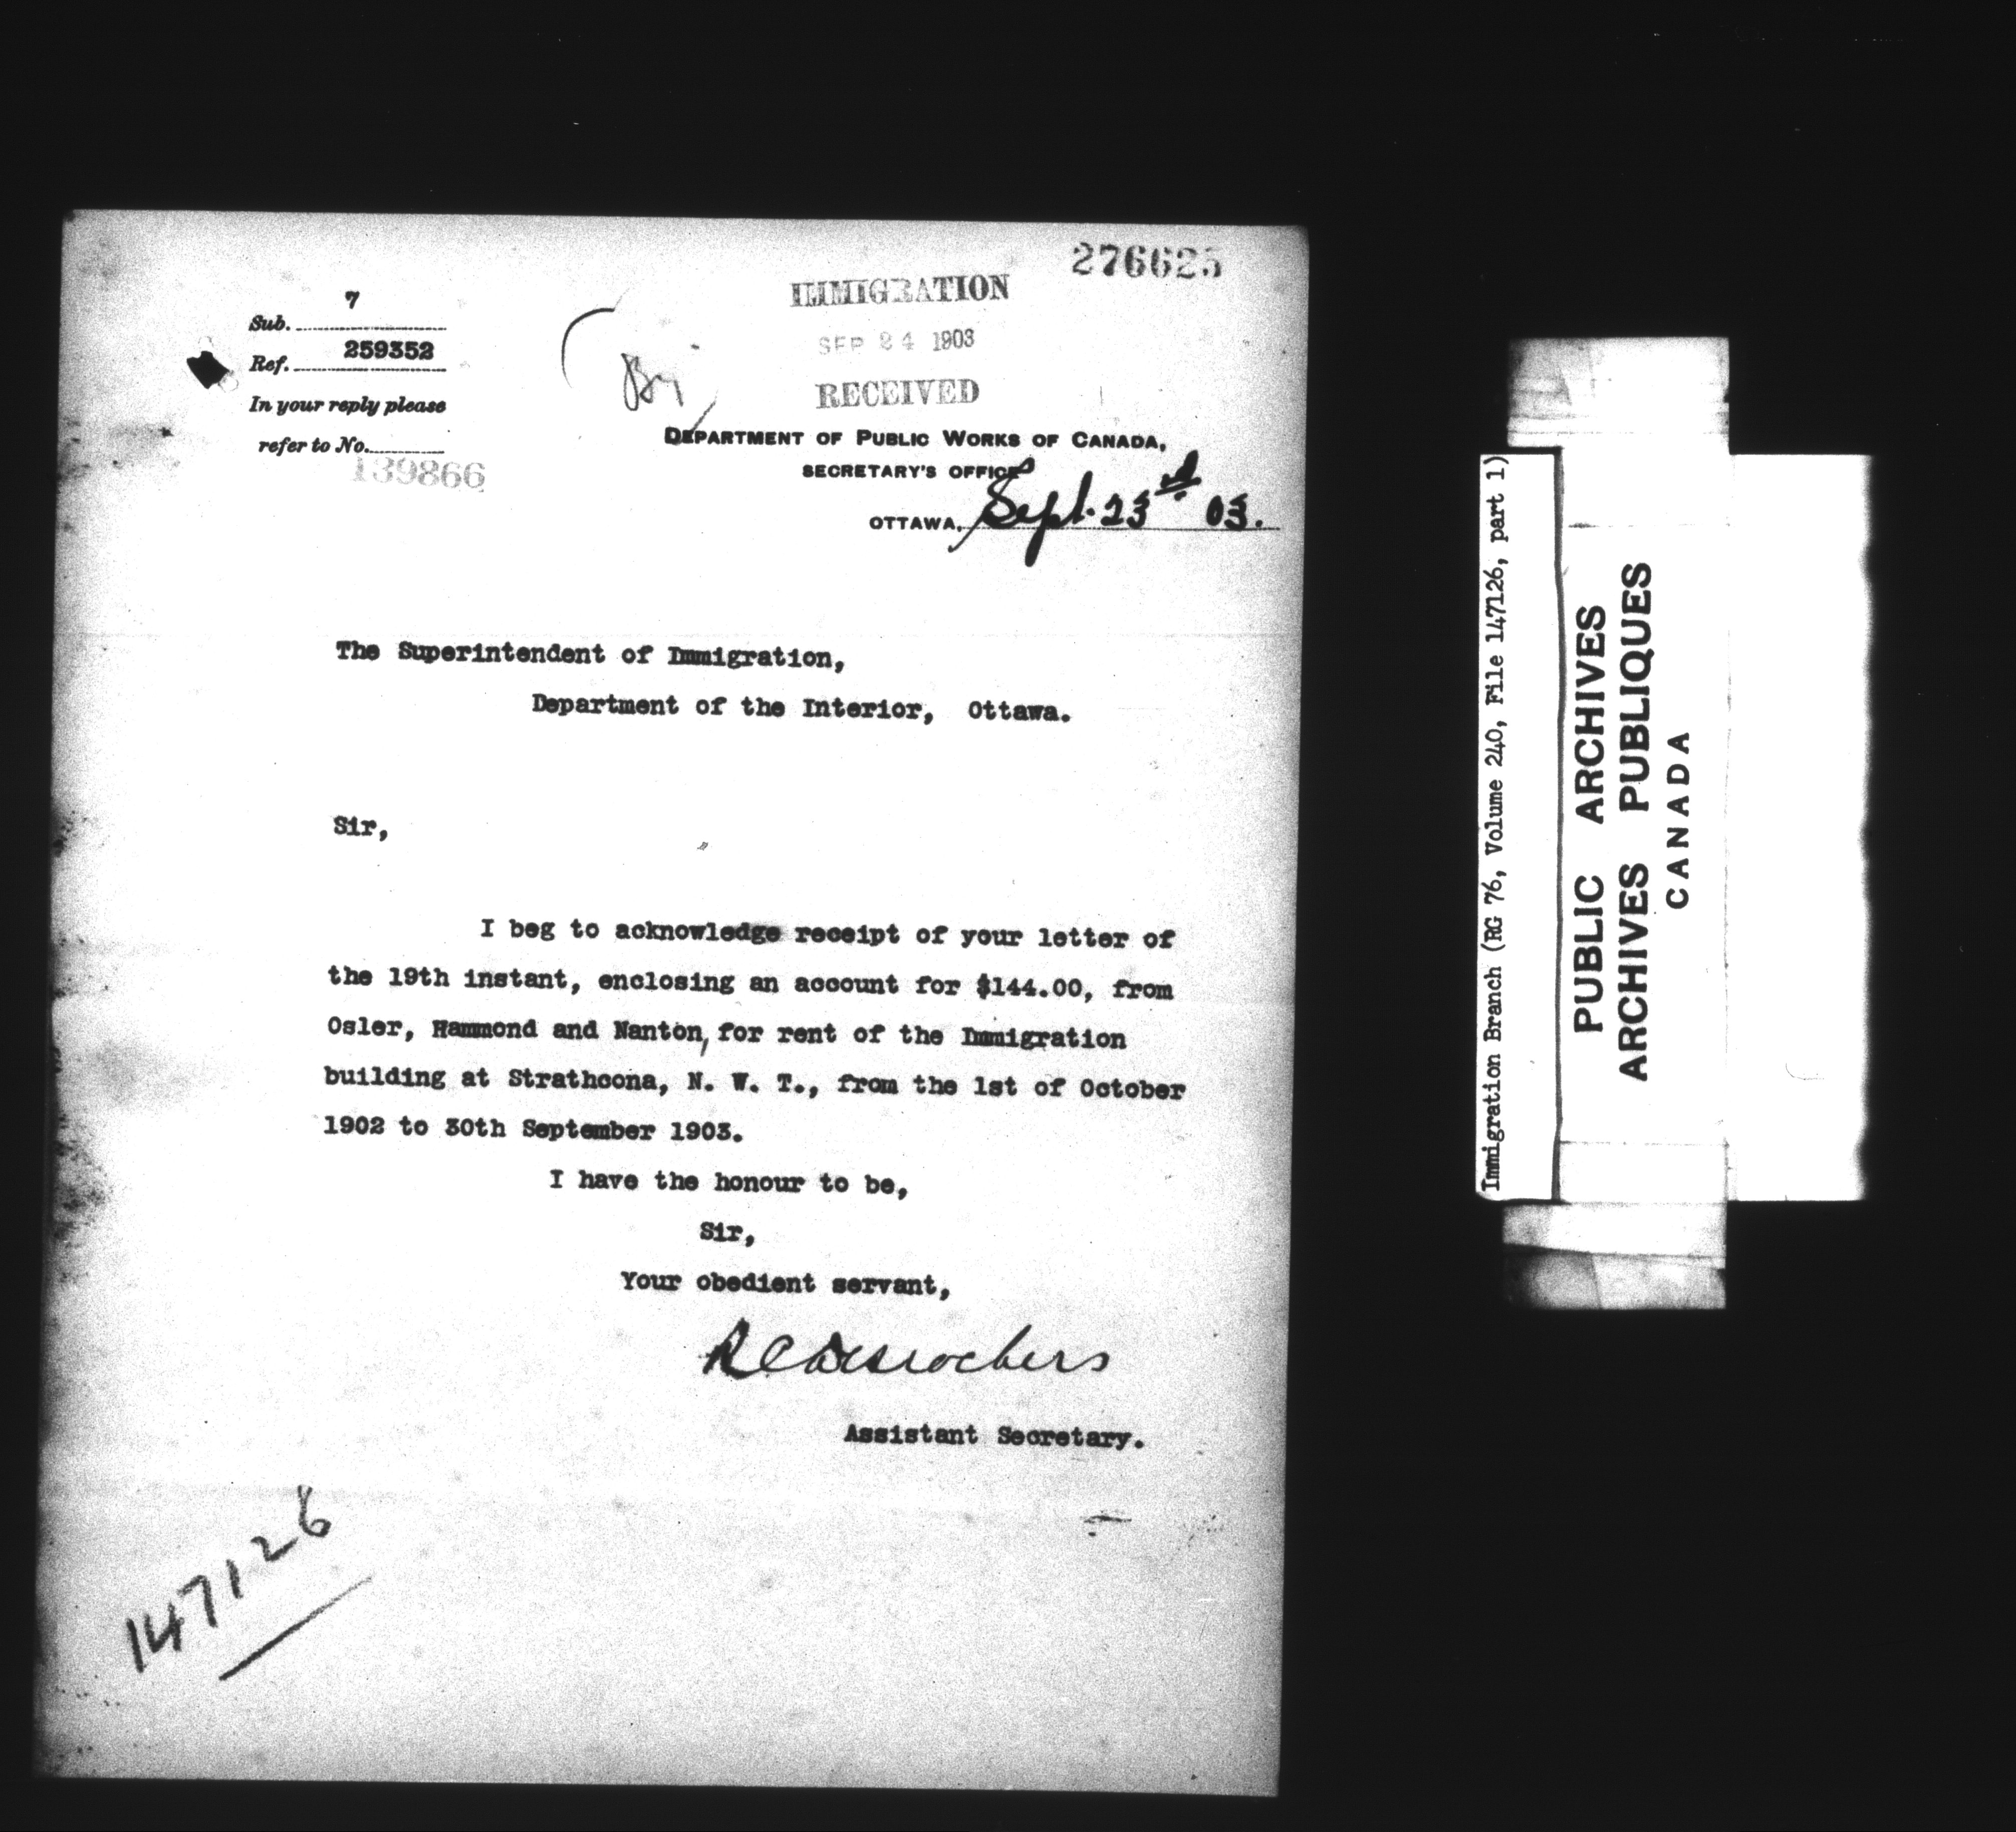 276625
IMMIGRATION
SEP 24 1903
RECEIVED
Sub. 7
Ref. 259352
In your reply please
refer to No.
139866
DEPARTMENT OF PUBLIC WORKS OF CANADA,
SECRETARY'S OFFICE
OTTAWA, Sept. 23d 03.
The Superintendent of Immigration,
Department of the Interior, Ottawa.
Sir,
I beg to acknowledge receipt of your letter of
the 19th instant, enclosing an account for $144.00, from
Osler, Hammond and Nanton, for rent of the Immigration
building at Strathcona, N. W. T., from the 1st of October
1902 to 30th September 1903.
I have the honour to be,
Sir,
Your obedient servant,
RCDesrochers
Assistant Secretary.
147126
Immigration Branch (RG 76, Volume 240, File 147126, part 1)
PUBLIC ARCHIVES
ARCHIVES PUBLIQUES
CANADA